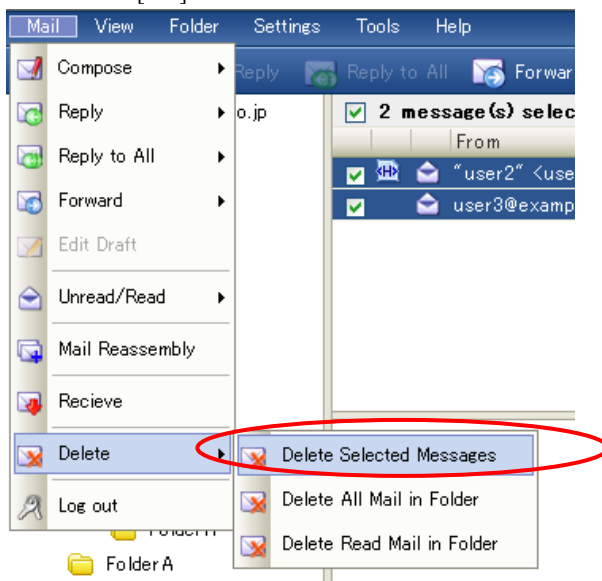 Mail View Folder Settings Tools Help
Reply Reply to All Forwar
Compose
Reply
Reply to All
Forward
Edit Draft
Unread/Read
Mail Reassembly
Recieve
Delete
Log out
o.jp
2 message(s) selec
From
"user2" <use
user3@examp
Delete Selected Messages
Delete All Mail in Folder
Delete Read Mail in Folder
Folder A